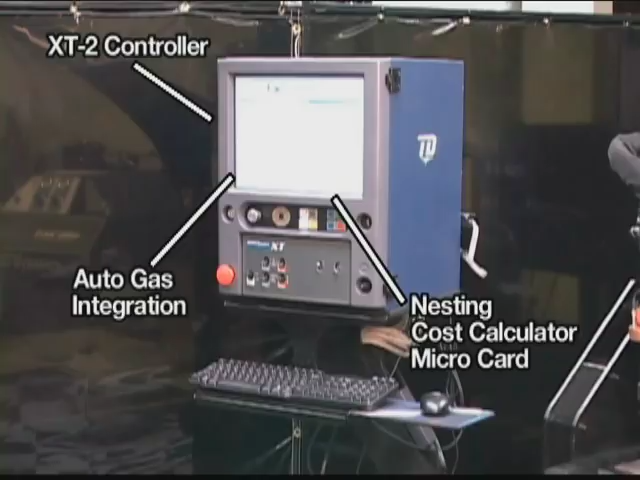 XT-2 Controller
Auto Gas
Integration
Nesting
Cost Calculator
Micro Card
XT